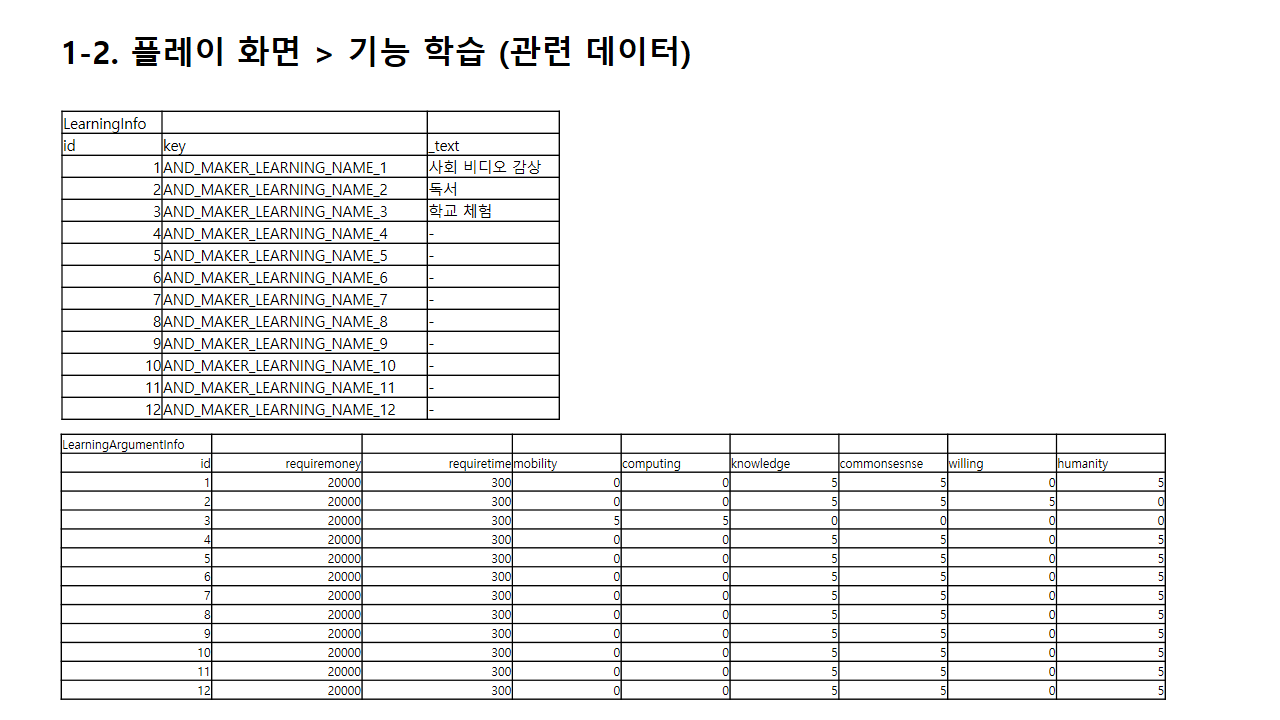 1-2. 플레이 화면 > 기능 학습 (관련 데이터)
LearningInfo
id key _text
1 AND_MAKER_LEARNING_NAME_1 사회 비디오 감상
2 AND_MAKER_LEARNING_NAME_2 독서
3 AND_MAKER_LEARNING_NAME_3 학교 체험
4 AND_MAKER_LEARNING_NAME_4 -
5 AND_MAKER_LEARNING_NAME_5 -
6 AND_MAKER_LEARNING_NAME_6 -
7 AND_MAKER_LEARNING_NAME_7 -
8 AND_MAKER_LEARNING_NAME_8 -
9 AND_MAKER_LEARNING_NAME_9 -
10 AND_MAKER_LEARNING_NAME_10 -
11 AND_MAKER_LEARNING_NAME_11 -
12 AND_MAKER_LEARNING_NAME_12 -
LearningArgumentInfo
id requiremoney requiretime mobility computing knowledge commonsesnse willing humanity
1 20000 300 0 0 5 5 0 5
2 20000 300 0 0 5 5 5 0
3 20000 300 5 5 0 0 0 0
4 20000 300 0 0 5 5 0 5
5 20000 300 0 0 5 5 0 5
6 20000 300 0 0 5 5 0 5
7 20000 300 0 0 5 5 0 5
8 20000 300 0 0 5 5 0 5
9 20000 300 0 0 5 5 0 5
10 20000 300 0 0 5 5 0 5
11 20000 300 0 0 5 5 0 5
12 20000 300 0 0 5 5 0 5